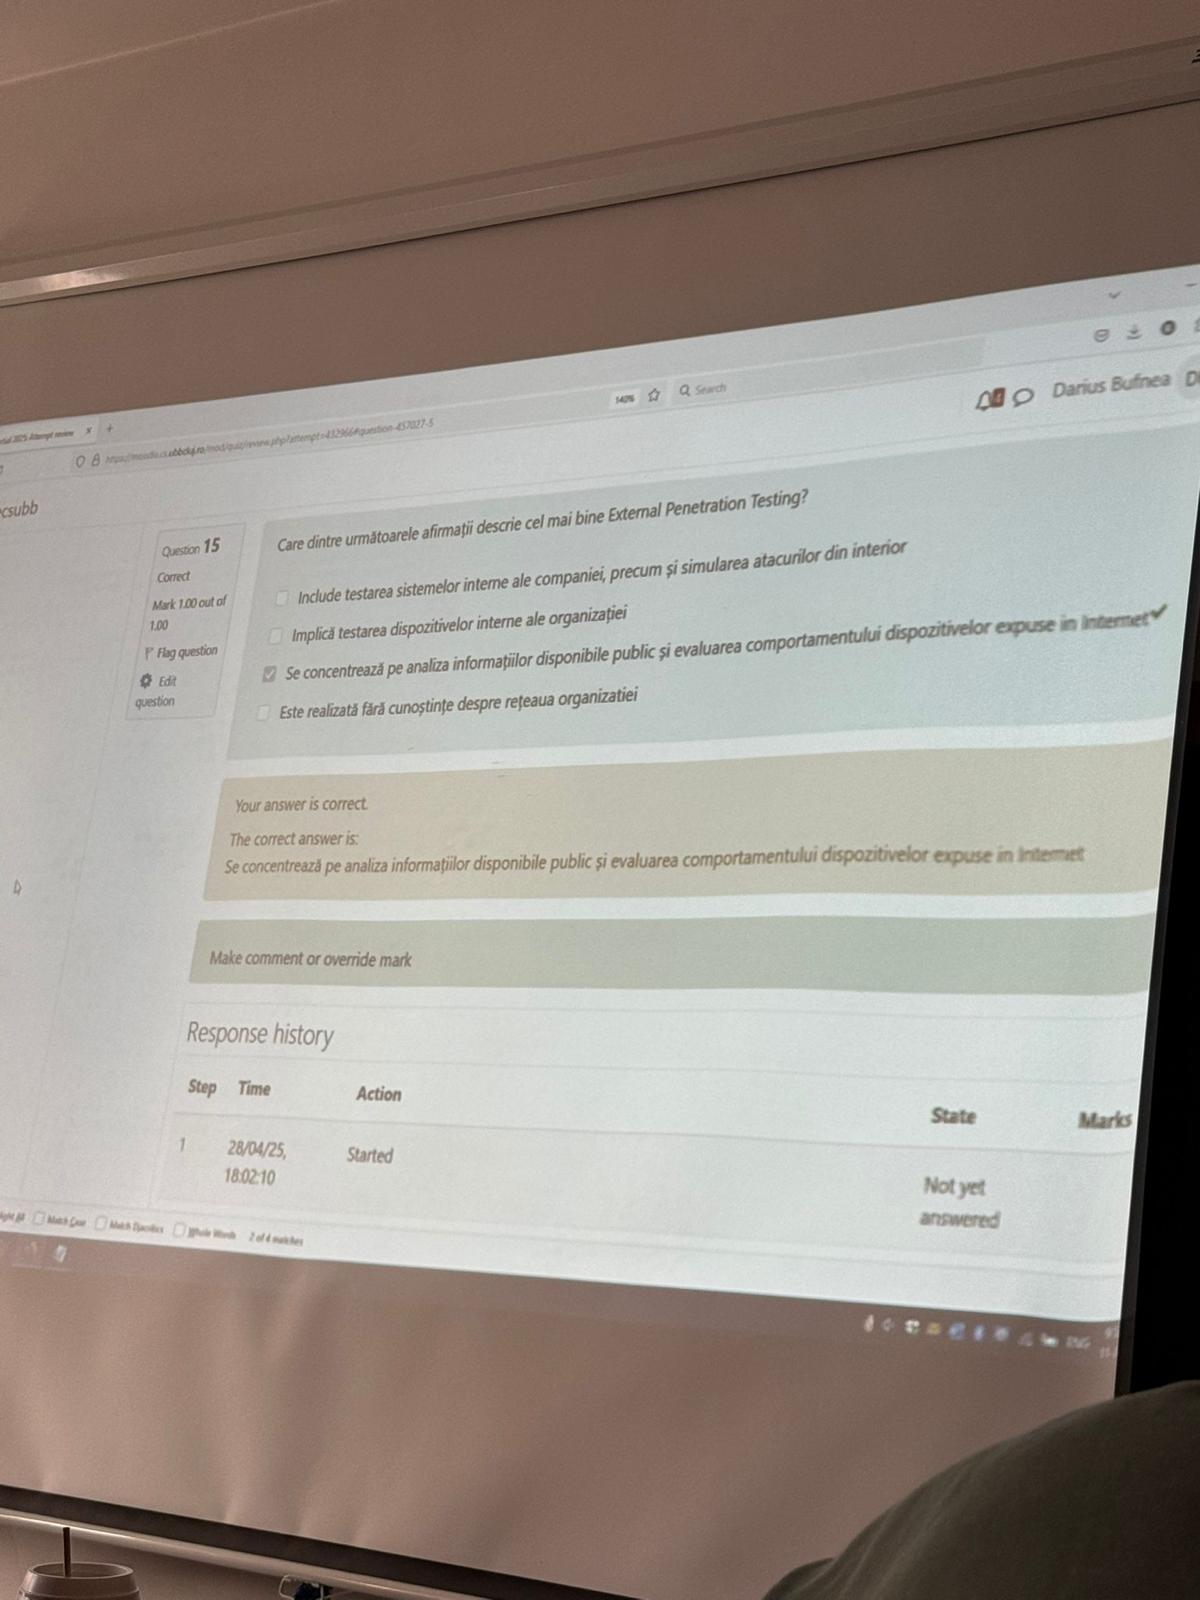 2025: Attempt review × +
https://moodle.cs.ubbcluj.ro/mod/quiz/review.php?attempt=432966#question-457027-5
140%
Search
csubb
Darius Bufnea
Question 15
Correct
Mark 1.00 out of
1.00
Flag question
Edit
question
Care dintre următoarele afirmații descrie cel mai bine External Penetration Testing?
Include testarea sistemelor interne ale companiei, precum și simularea atacurilor din interior
Implică testarea dispozitivelor interne ale organizației
Se concentrează pe analiza informațiilor disponibile public și evaluarea comportamentului dispozitivelor expuse in Internet
Este realizată fără cunoștințe despre rețeaua organizatiei
Your answer is correct.
The correct answer is:
Se concentrează pe analiza informațiilor disponibile public și evaluarea comportamentului dispozitivelor expuse in Internet
Make comment or override mark
Response history
Step Time Action State Marks
1 28/04/25,
18:02:10 Started Not yet
answered
Match Case Match Diacritics Whole Words 2 of 4 matches
ENG